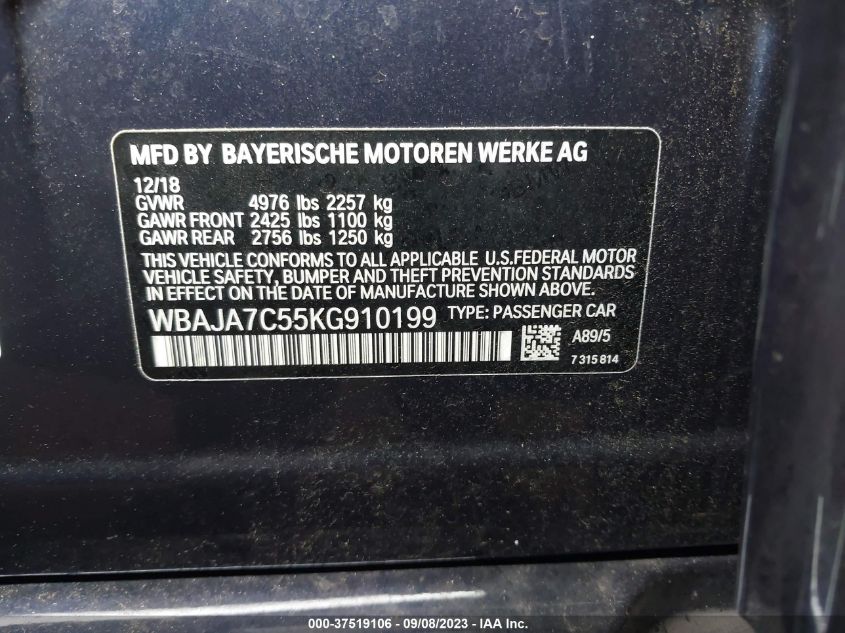 MFD BY BAYERISCHE MOTOREN WERKE AG
12/18
GVWR 4976 lbs 2257 kg
GAWR FRONT 2425 lbs 1100 kg
GAWR REAR 2756 lbs 1250 kg
THIS VEHICLE CONFORMS TO ALL APPLICABLE U.S.FEDERAL MOTOR
VEHICLE SAFETY, BUMPER AND THEFT PREVENTION STANDARDS
IN EFFECT ON THE DATE OF MANUFACTURE SHOWN ABOVE.
WBAJA7C55KG910199 TYPE: PASSENGER CAR
A89/5
7 315 814
000-37519106 - 09/08/2023 - IAA Inc.